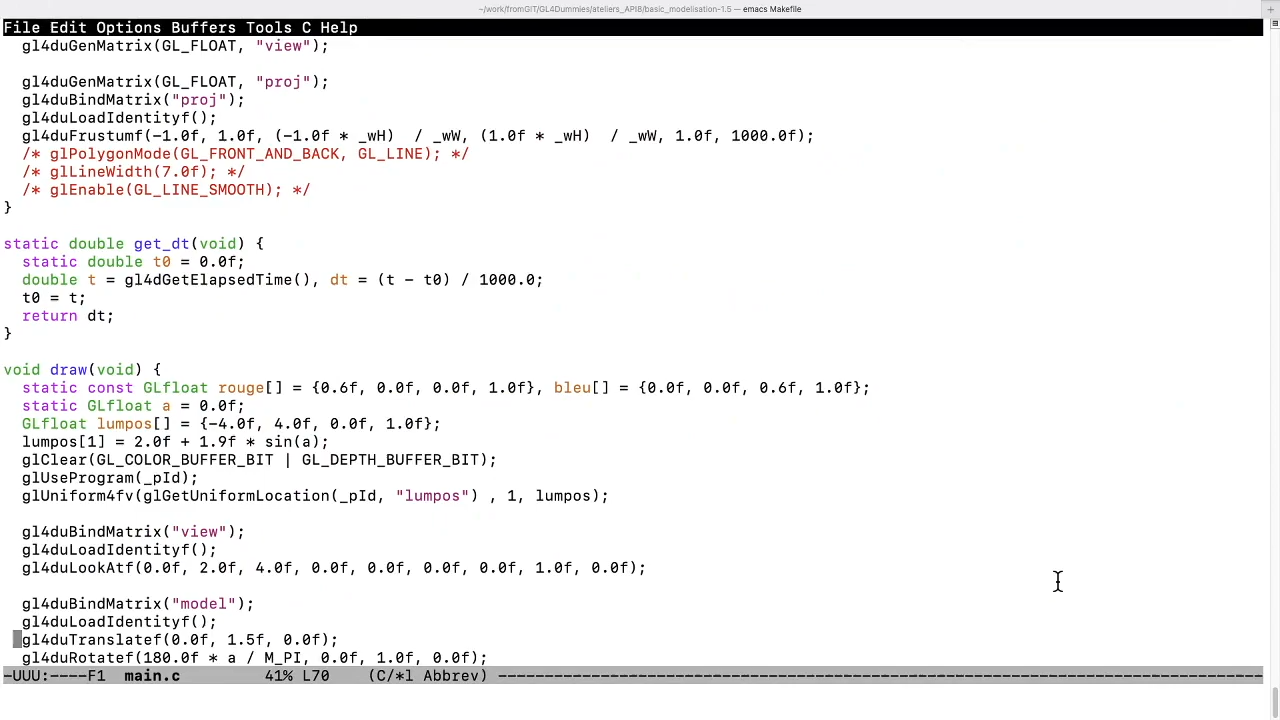 ~/work/fromGIT/GL4Dummies/ateliers_API8/basic_modelisation-1.5 — emacs Makefile
File Edit Options Buffers Tools C Help
  gl4duGenMatrix(GL_FLOAT, "view");

  gl4duGenMatrix(GL_FLOAT, "proj");
  gl4duBindMatrix("proj");
  gl4duLoadIdentityf();
  gl4duFrustumf(-1.0f, 1.0f, (-1.0f * _wH)  / _wW, (1.0f * _wH)  / _wW, 1.0f, 1000.0f);
  /* glPolygonMode(GL_FRONT_AND_BACK, GL_LINE); */
  /* glLineWidth(7.0f); */
  /* glEnable(GL_LINE_SMOOTH); */
}

static double get_dt(void) {
  static double t0 = 0.0f;
  double t = gl4dGetElapsedTime(), dt = (t - t0) / 1000.0;
  t0 = t;
  return dt;
}

void draw(void) {
  static const GLfloat rouge[] = {0.6f, 0.0f, 0.0f, 1.0f}, bleu[] = {0.0f, 0.0f, 0.6f, 1.0f};
  static GLfloat a = 0.0f;
  GLfloat lumpos[] = {-4.0f, 4.0f, 0.0f, 1.0f};
  lumpos[1] = 2.0f + 1.9f * sin(a);
  glClear(GL_COLOR_BUFFER_BIT | GL_DEPTH_BUFFER_BIT);
  glUseProgram(_pId);
  glUniform4fv(glGetUniformLocation(_pId, "lumpos") , 1, lumpos);

  gl4duBindMatrix("view");
  gl4duLoadIdentityf();
  gl4duLookAtf(0.0f, 2.0f, 4.0f, 0.0f, 0.0f, 0.0f, 0.0f, 1.0f, 0.0f);

  gl4duBindMatrix("model");
  gl4duLoadIdentityf();
  gl4duTranslatef(0.0f, 1.5f, 0.0f);
  gl4duRotatef(180.0f * a / M_PI, 0.0f, 1.0f, 0.0f);
-UUU:----F1  main.c         41% L70    (C/*l Abbrev) ------------------------------------------------------------------------------------